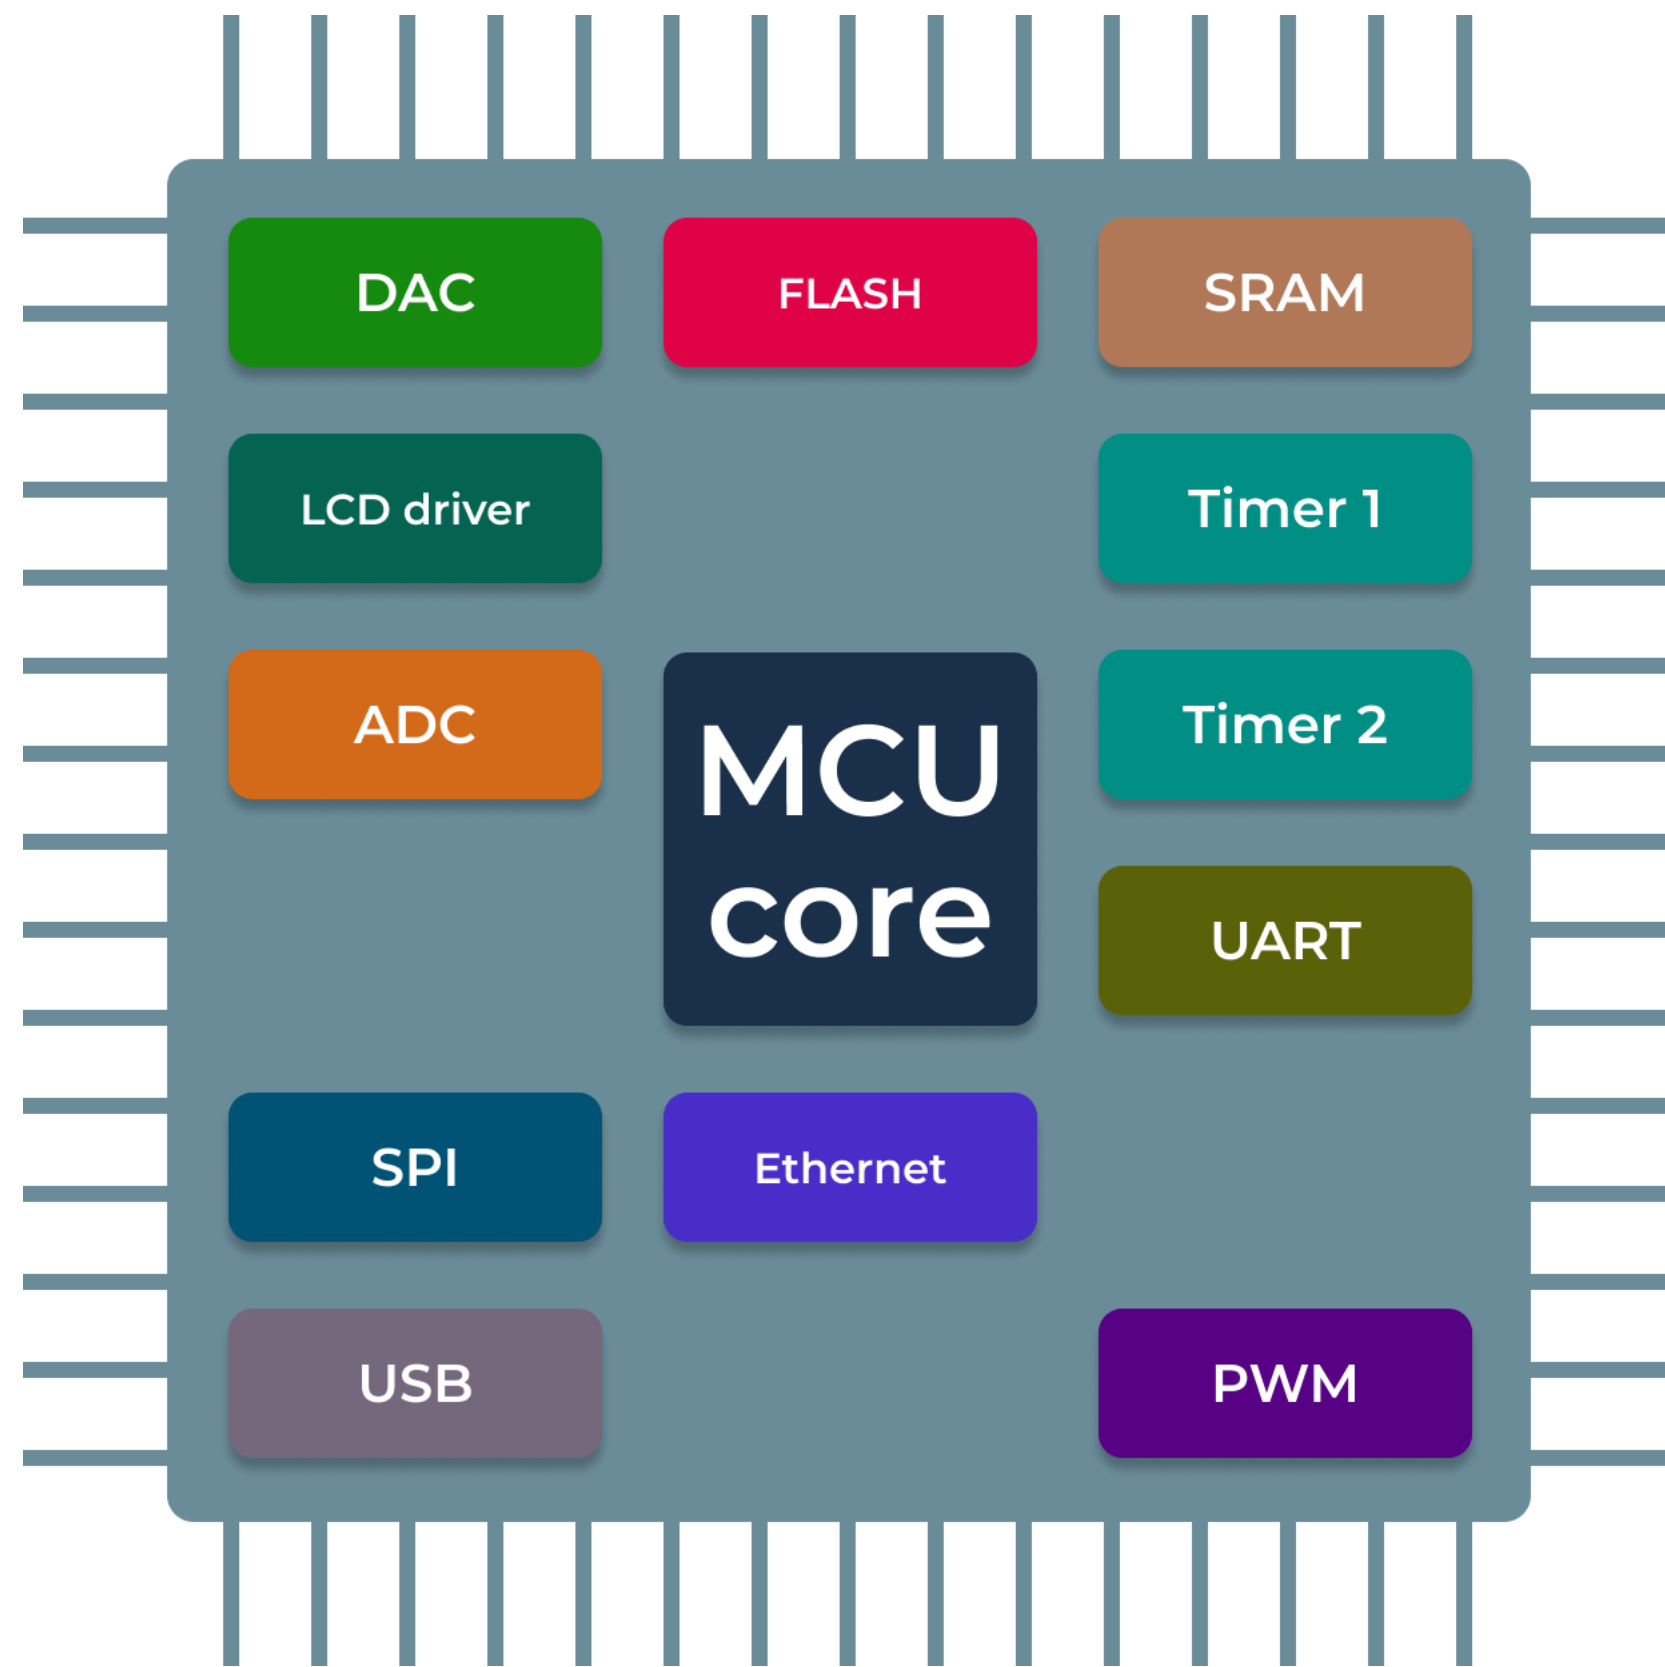 DAC
FLASH
SRAM
LCD driver
Timer 1
ADC
MCU
core
Timer 2
UART
SPI
Ethernet
USB
PWM